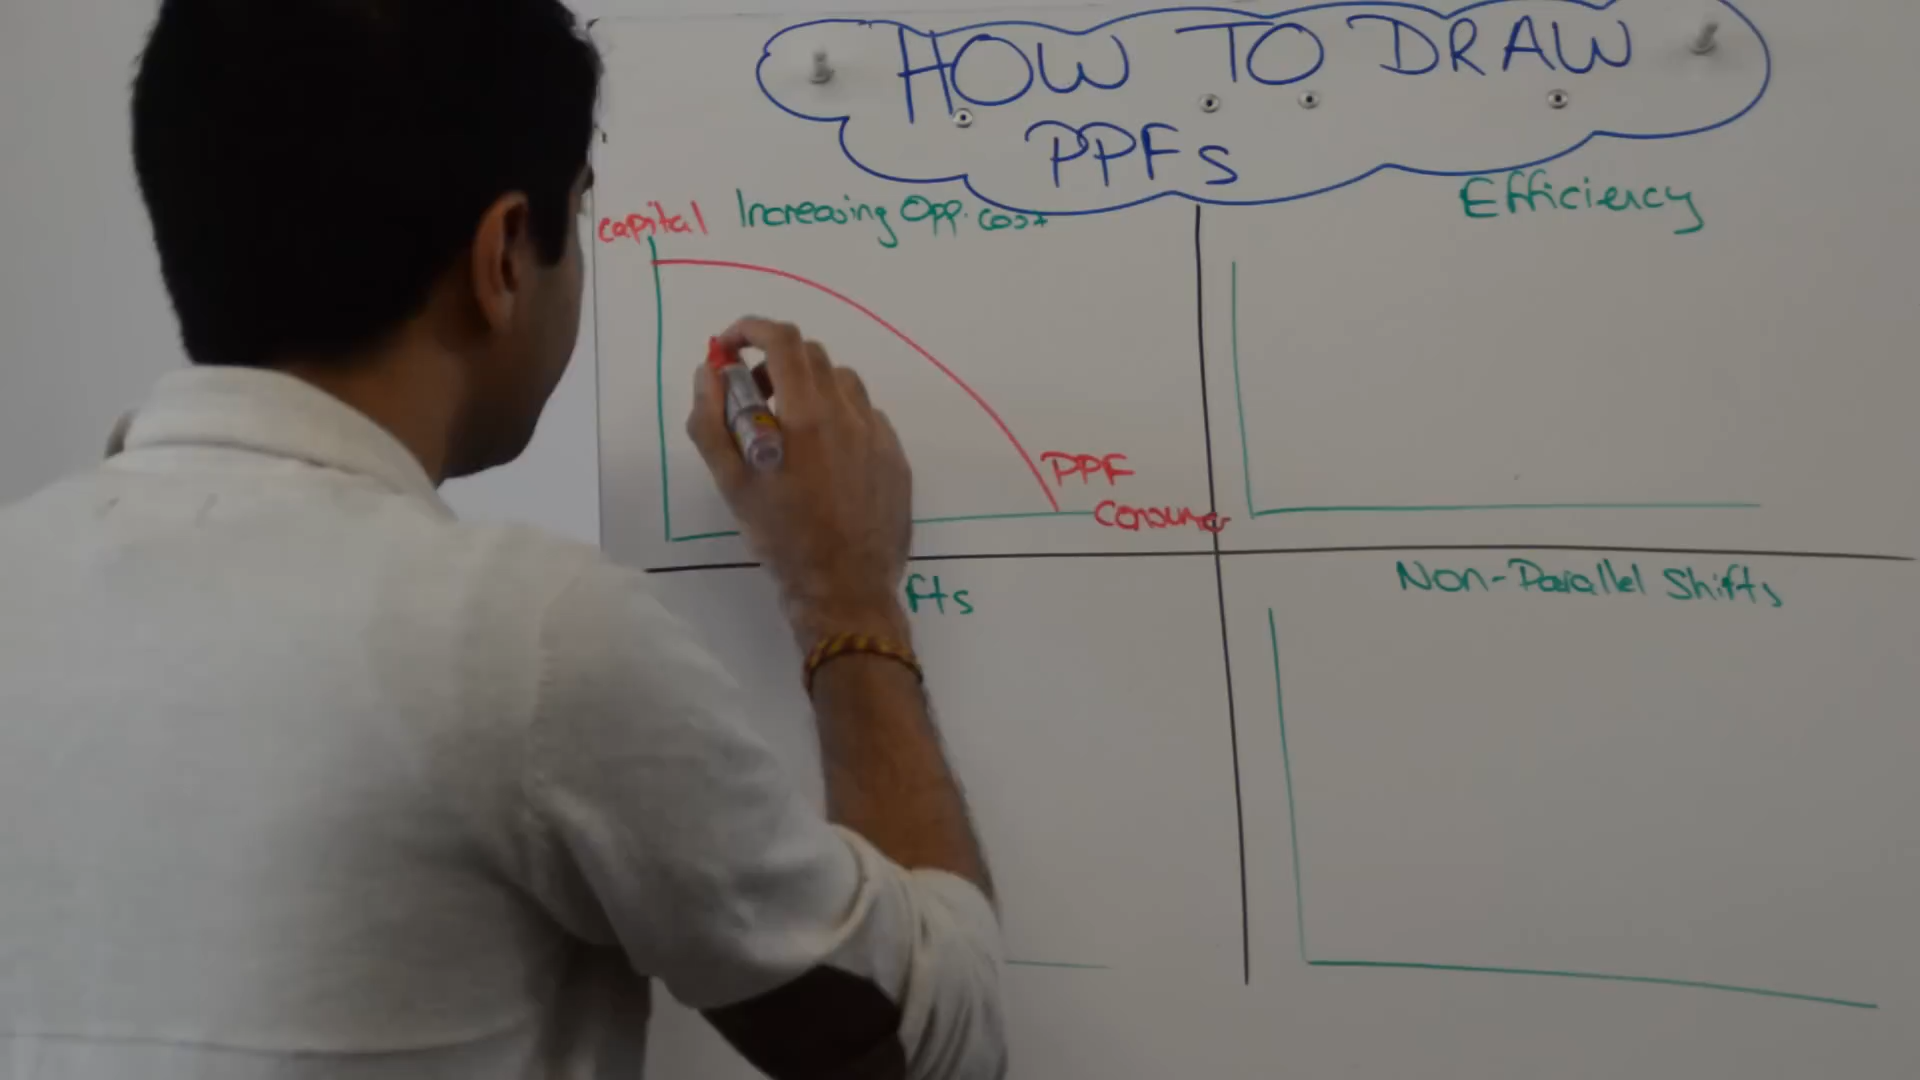 HOW TO DRAW
PPFs
capital
Increasing Opp. cost
PPF
Consumer
Efficiency
fts
Non-Parallel Shifts